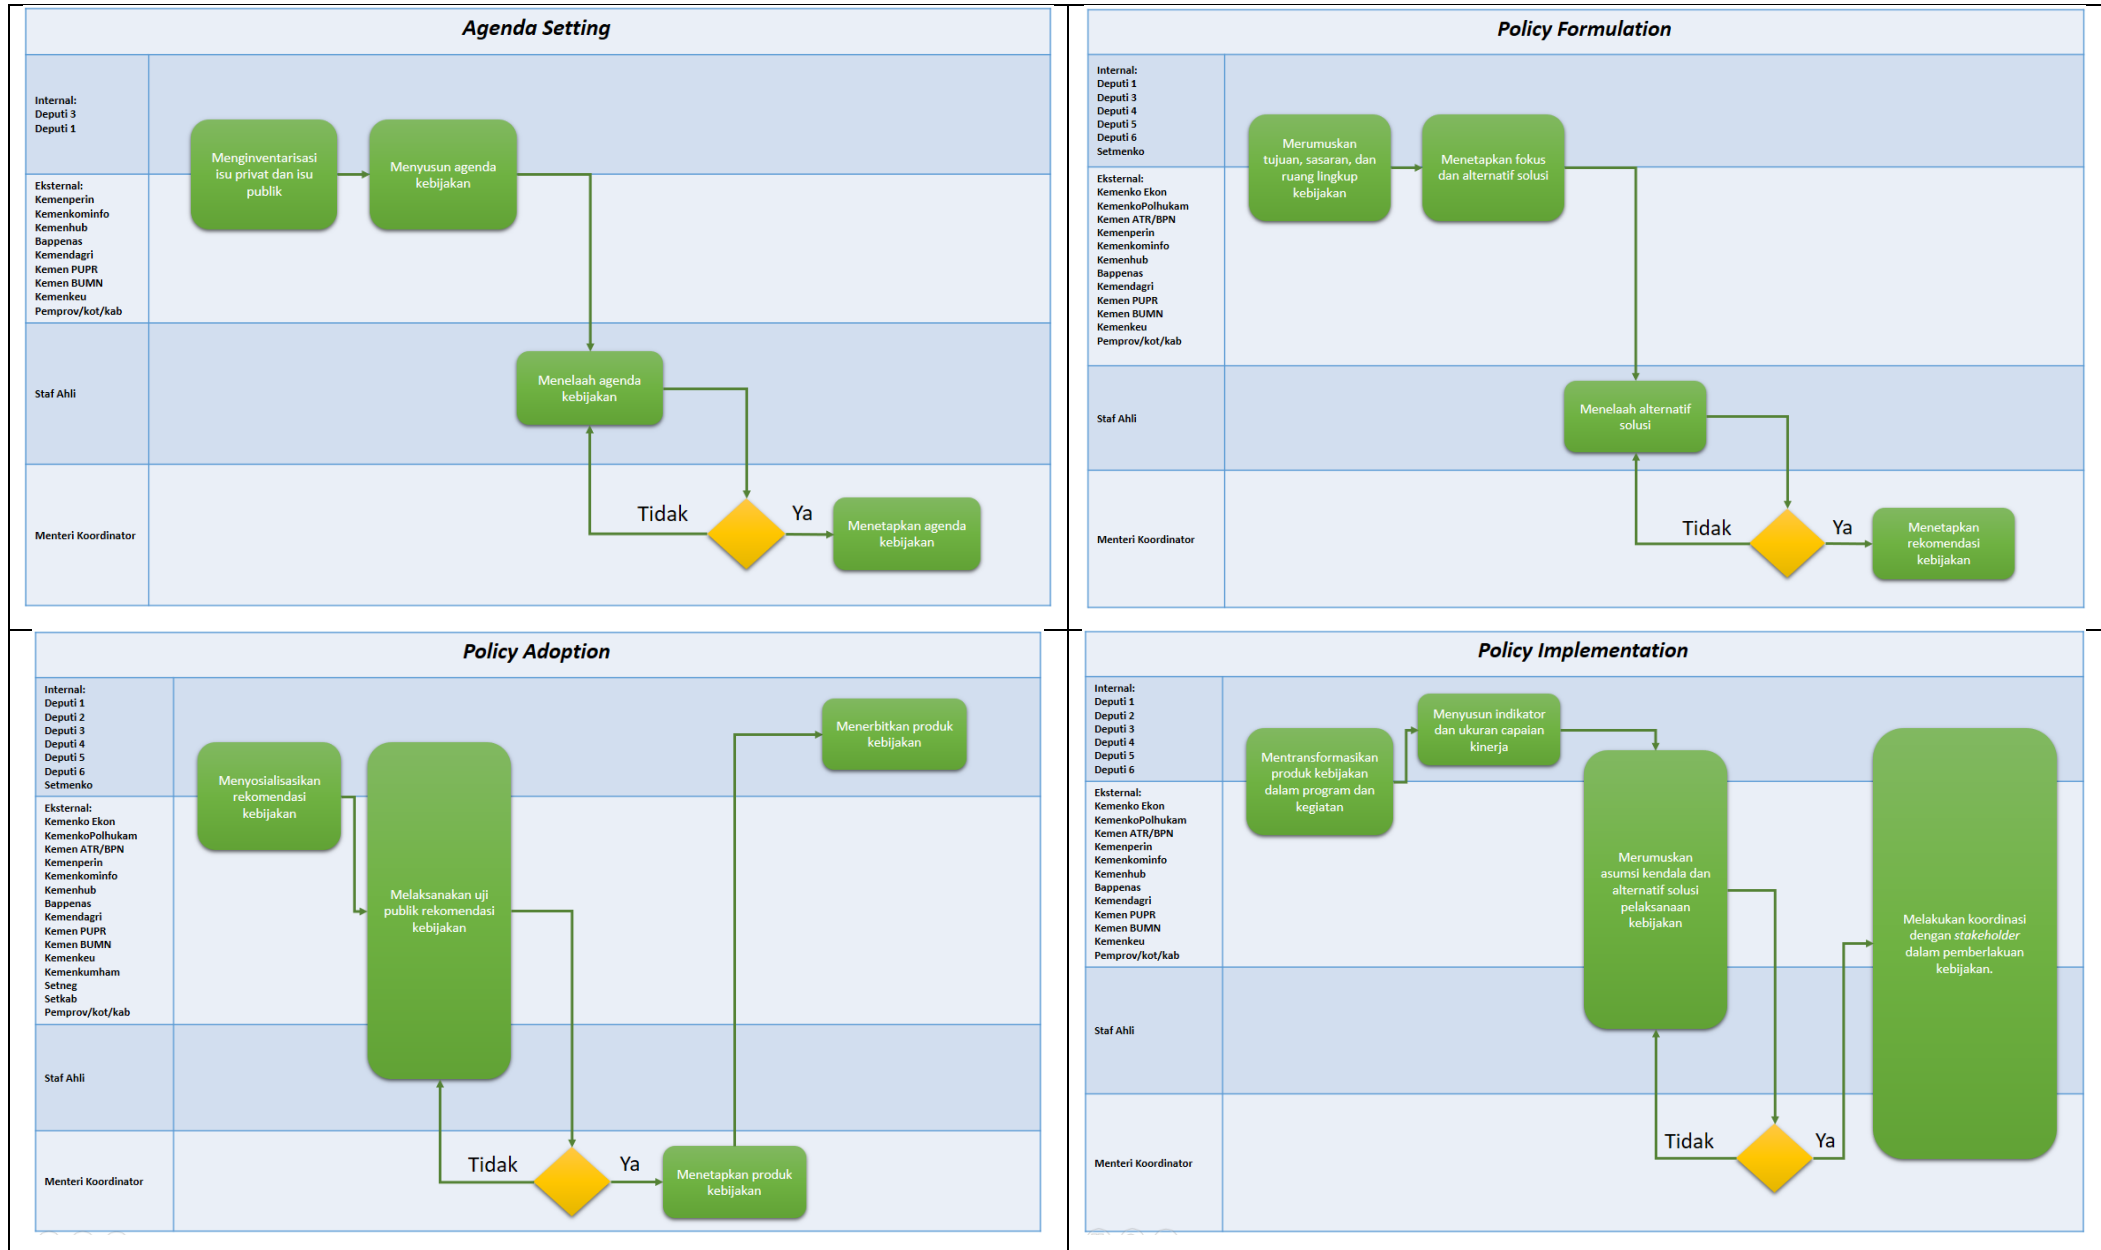 Agenda Setting
Internal:
Deputi 3
Deputi 1
Eksternal:
Kemenperin
Kemenkominfo
Kemenhub
Bappenas
Kemendagri
Kemen PUPR
Kemen BUMN
Kemenkeu
Pemprov/kot/kab
Staf Ahli
Menteri Koordinator
Menginventarisasi
isu privat dan isu
publik
Menyusun agenda
kebijakan
Menelaah agenda
kebijakan
Tidak
Ya
Menetapkan agenda
kebijakan
Policy Formulation
Internal:
Deputi 1
Deputi 3
Deputi 4
Deputi 5
Deputi 6
Setmenko
Eksternal:
Kemenko Ekon
KemenkoPolhukam
Kemen ATR/BPN
Kemenperin
Kemenkominfo
Kemenhub
Bappenas
Kemendagri
Kemen PUPR
Kemen BUMN
Kemenkeu
Pemprov/kot/kab
Staf Ahli
Menteri Koordinator
Merumuskan
tujuan, sasaran, dan
ruang lingkup
kebijakan
Menetapkan fokus
dan alternatif solusi
Menelaah alternatif
solusi
Tidak
Ya
Menetapkan
rekomendasi
kebijakan
Policy Adoption
Internal:
Deputi 1
Deputi 2
Deputi 3
Deputi 4
Deputi 5
Deputi 6
Setmenko
Eksternal:
Kemenko Ekon
KemenkoPolhukam
Kemen ATR/BPN
Kemenperin
Kemenkominfo
Kemenhub
Bappenas
Kemendagri
Kemen PUPR
Kemen BUMN
Kemenkeu
Kemenkumham
Setneg
Setkab
Pemprov/kot/kab
Staf Ahli
Menteri Koordinator
Menyosialisasikan
rekomendasi
kebijakan
Melaksanakan uji
publik rekomendasi
kebijakan
Tidak
Ya
Menetapkan produk
kebijakan
Menerbitkan produk
kebijakan
Policy Implementation
Internal:
Deputi 1
Deputi 2
Deputi 3
Deputi 4
Deputi 5
Deputi 6
Eksternal:
Kemenko Ekon
KemenkoPolhukam
Kemen ATR/BPN
Kemenperin
Kemenkominfo
Kemenhub
Bappenas
Kemendagri
Kemen PUPR
Kemen BUMN
Kemenkeu
Pemprov/kot/kab
Staf Ahli
Menteri Koordinator
Mentransformasikan
produk kebijakan
dalam program dan
kegiatan
Menyusun indikator
dan ukuran capaian
kinerja
Merumuskan
asumsi kendala dan
alternatif solusi
pelaksanaan
kebijakan
Tidak
Ya
Melakukan koordinasi
dengan stakeholder
dalam pemberlakuan
kebijakan.